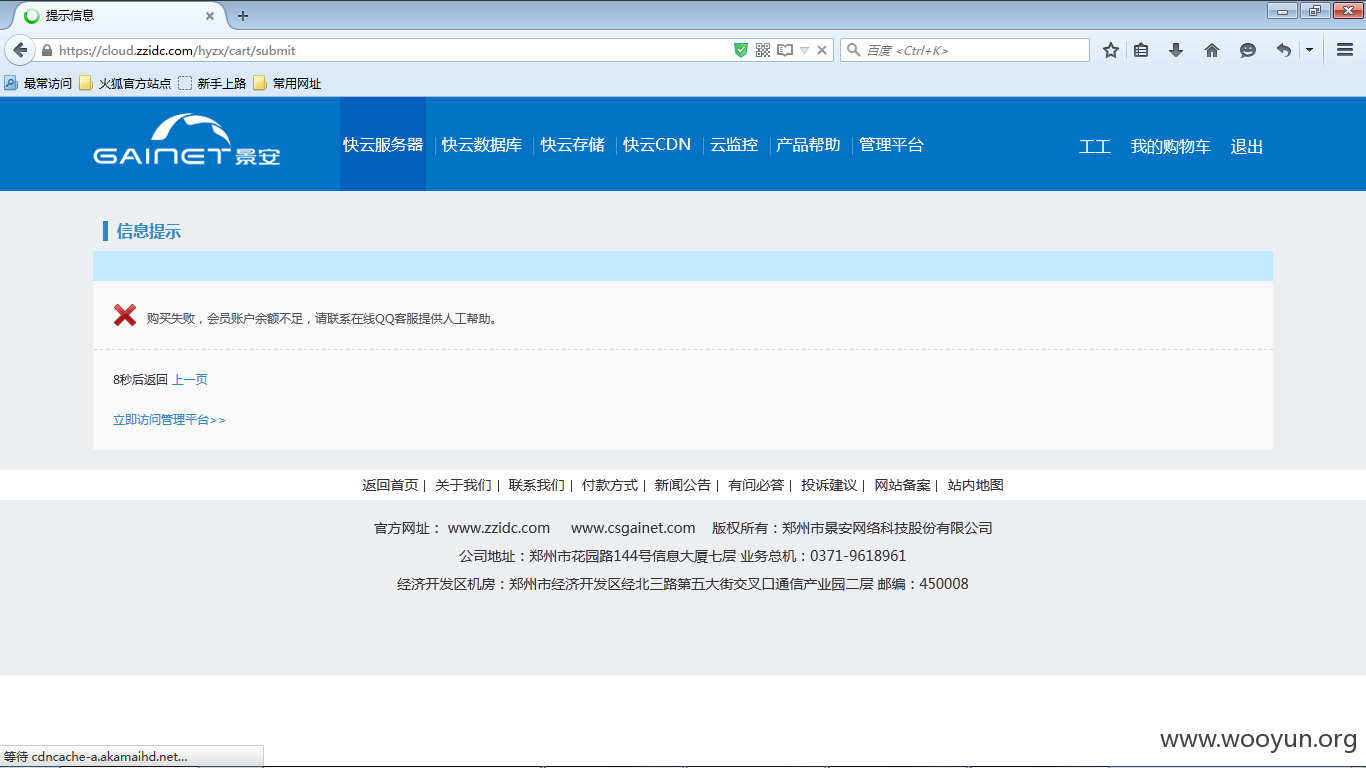 提示信息
https://cloud.zzidc.com/hyzx/cart/submit
百度 <Ctrl+K>
最常访问 火狐官方站点 新手上路 常用网址
GAINET景安
快云服务器 快云数据库 快云存储 快云CDN 云监控 产品帮助 管理平台
工工 我的购物车 退出
信息提示
购买失败，会员账户余额不足，请联系在线QQ客服提供人工帮助。
8秒后返回 上一页
立即访问管理平台>>
返回首页 | 关于我们 | 联系我们 | 付款方式 | 新闻公告 | 有问必答 | 投诉建议 | 网站备案 | 站内地图
官方网址： www.zzidc.com www.csgainet.com 版权所有：郑州市景安网络科技股份有限公司
公司地址：郑州市花园路144号信息大厦七层 业务总机：0371-9618961
经济开发区机房：郑州市经济开发区经北三路第五大街交叉口通信产业园二层 邮编：450008
www.wooyun.org
等待 cdncache-a.akamaihd.net...